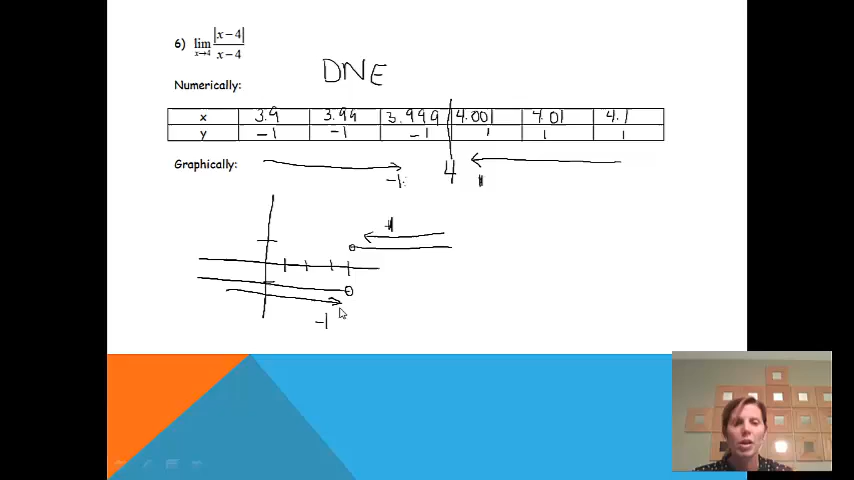 6) lim x→4 |x-4| / x-4
DNE
Numerically:
x 3.9 3.99 3.999 4.001 4.01 4.1
y -1 -1 -1 1 1 1
Graphically:
-1 4 1
1
-1